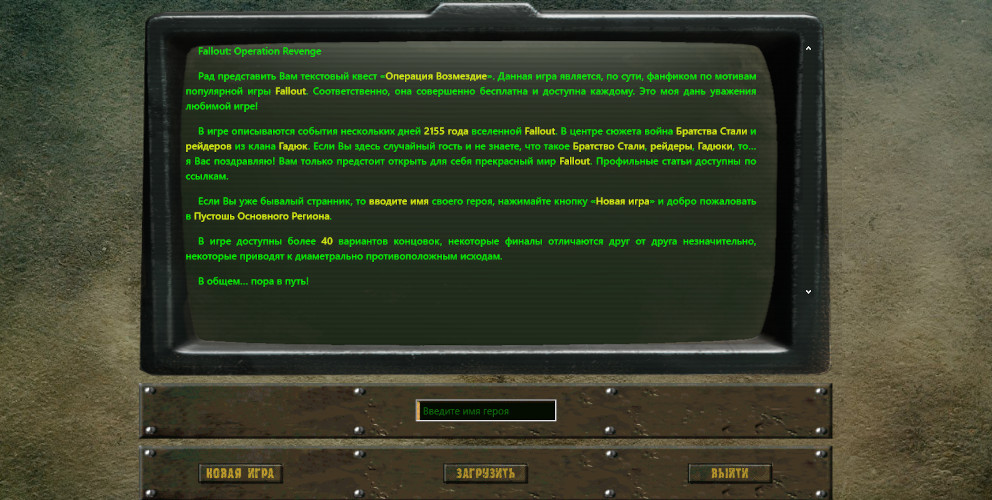 Fallout: Operation Revenge
Рад представить Вам текстовый квест «Операция Возмездие». Данная игра является, по сути, фанфиком по мотивам
популярной игры Fallout. Соответственно, она совершенно бесплатна и доступна каждому. Это моя дань уважения
любимой игре!
В игре описываются события нескольких дней 2155 года вселенной Fallout. В центре сюжета война Братства Стали и
рейдеров из клана Гадюк. Если Вы здесь случайный гость и не знаете, что такое Братство Стали, рейдеры, Гадюки, то...
я Вас поздравляю! Вам только предстоит открыть для себя прекрасный мир Fallout. Профильные статьи доступны по
ссылкам.
Если Вы уже бывалый странник, то вводите имя своего героя, нажимайте кнопку «Новая игра» и добро пожаловать
в Пустошь Основного Региона.
В игре доступны более 40 вариантов концовок, некоторые финалы отличаются друг от друга незначительно,
некоторые приводят к диаметрально противоположным исходам.
В общем... пора в путь!
Введите имя героя
НОВАЯ ИГРА
ЗАГРУЗИТЬ
ВЫЙТИ